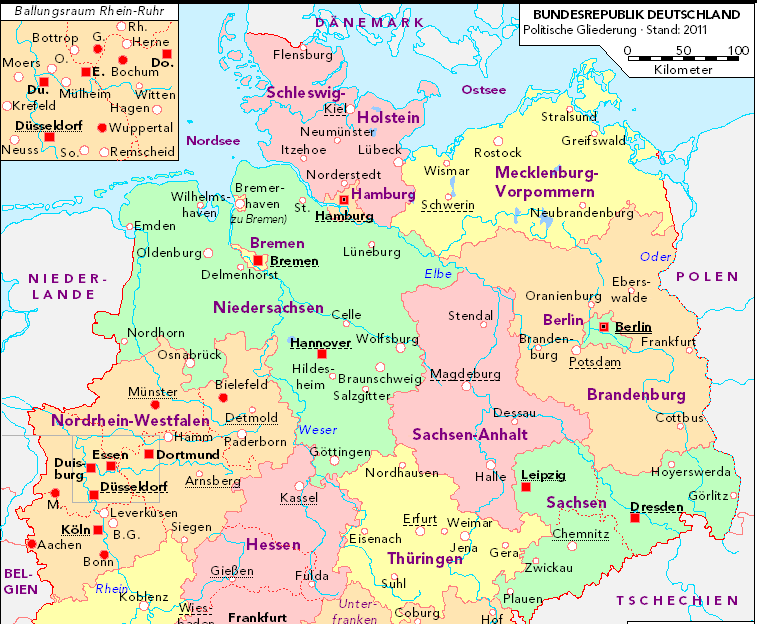 Ballungsraum Rhein-Ruhr
Bottrop
G.
Rh.
Herne
Moers
O.
E.
Bochum
Do.
Du.
Mülheim
Witten
Krefeld
Hagen
Düsseldorf
Wuppertal
Neuss
So.
Remscheid
DÄNEMARK
BUNDESREPUBLIK DEUTSCHLAND
Politische Gliederung · Stand: 2011
0 50 100
Kilometer
Flensburg
Schleswig-
Holstein
Kiel
Ostsee
Nordsee
Neumünster
Itzehoe
Lübeck
Norderstedt
Stralsund
Greifswald
Rostock
Wismar
Mecklenburg-
Vorpommern
Schwerin
Neubrandenburg
Hamburg
Hamburg
St.
Wilhelms-
haven
Bremer-
haven
(zu Bremen)
Emden
Oldenburg
Bremen
Bremen
Delmenhorst
Lüneburg
Elbe
Oder
NIEDER-
LANDE
POLEN
Niedersachsen
Celle
Stendal
Oranienburg
Ebers-
walde
Berlin
Berlin
Nordhorn
Hannover
Wolfsburg
Branden-
burg
Potsdam
Frankfurt
Osnabrück
Hildes-
heim
Braunschweig
Salzgitter
Magdeburg
Brandenburg
Münster
Bielefeld
Detmold
Nordrhein-Westfalen
Weser
Dessau
Cottbus
Hamm
Paderborn
Sachsen-Anhalt
Essen
Dortmund
Duis-
burg
Göttingen
Nordhausen
Halle
Leipzig
Hoyerswerda
Düsseldorf
Arnsberg
Kassel
Sachsen
Görlitz
M
Leverkusen
Köln
B.G.
Siegen
Erfurt
Weimar
Dresden
Chemnitz
Aachen
Bonn
Hessen
Eisenach
Jena
Gera
Thüringen
Zwickau
BEL-
GIEN
Gießen
Fulda
Suhl
Rhein
Koblenz
Wies-
baden
Frankfurt
Unter-
franken
Coburg
Hof
Plauen
TSCHECHIEN